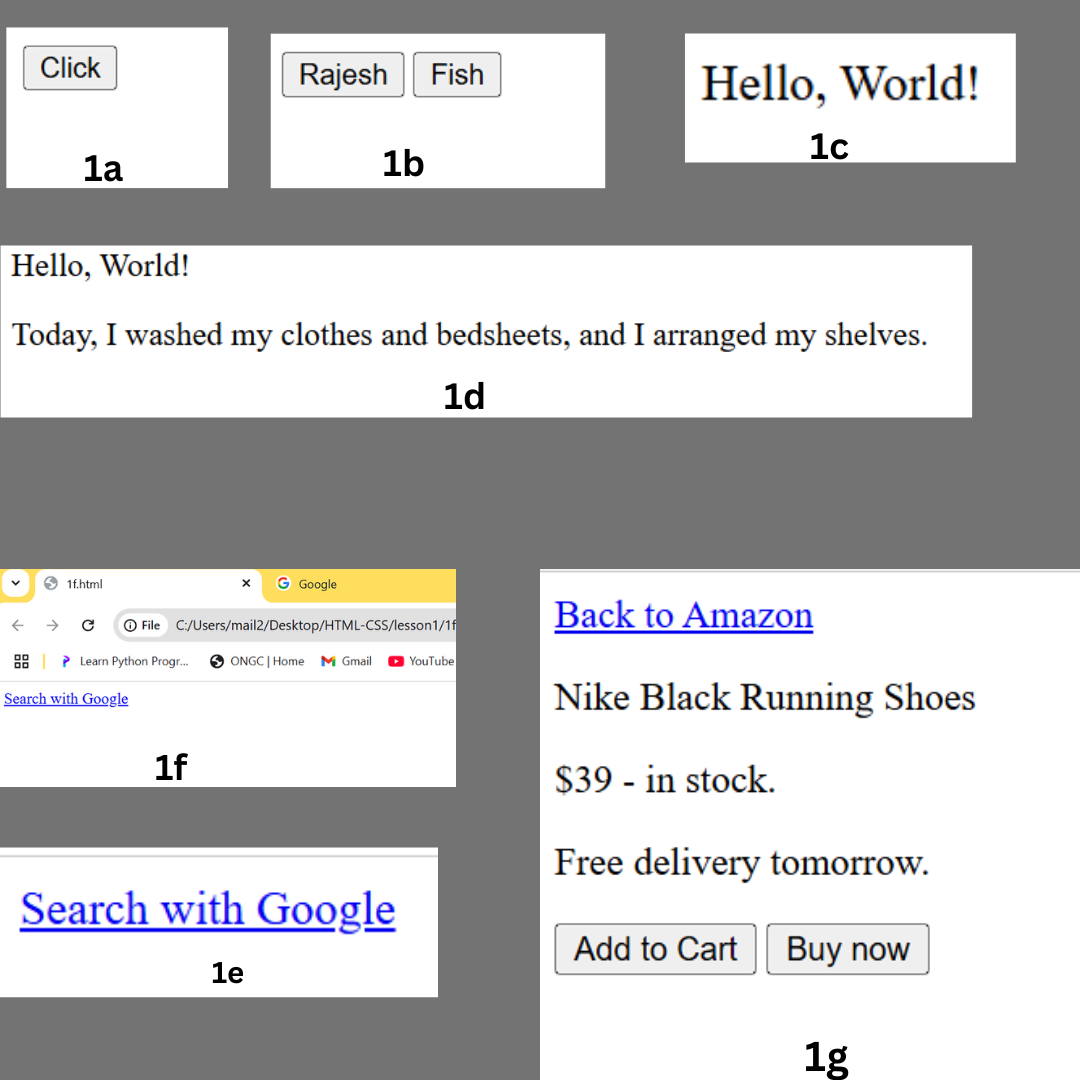 Click
1a
Rajesh Fish
1b
Hello, World!
1c
Hello, World!
Today, I washed my clothes and bedsheets, and I arranged my shelves.
1d
1f.html Google
File C:/Users/mail2/Desktop/HTML-CSS/lesson1/1f
Learn Python Progr... ONGC | Home Gmail YouTube
Search with Google
1f
Search with Google
1e
Back to Amazon
Nike Black Running Shoes
$39 - in stock.
Free delivery tomorrow.
Add to Cart Buy now
1g